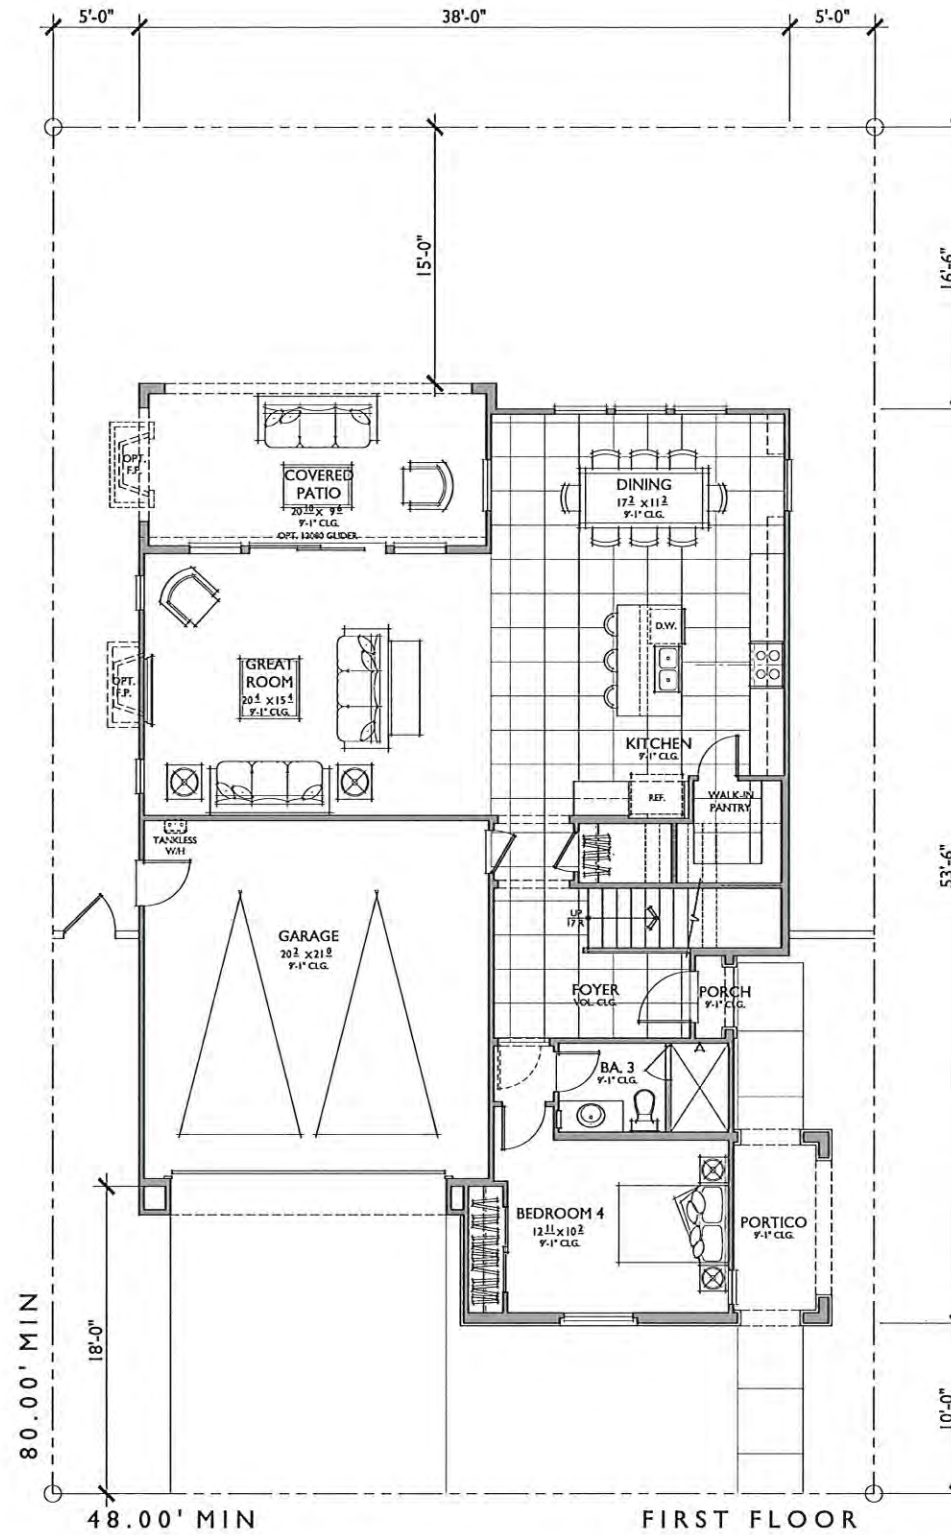 5'-0"
38'-0"
5'-0"
15'-0"
16'-6"
OPT.
F.P.
COVERED
PATIO
20 10 X 9 6
9'-1" CLG.
OPT. 12080 GLIDER
DINING
17 2 X 11 2
9'-1" CLG.
D.W.
GREAT
ROOM
20 4 X 15 4
9'-1" CLG.
OPT.
F.P.
KITCHEN
9'-1" CLG.
REF.
WALK-IN
PANTRY
TANKLESS
W/H
53'-6"
GARAGE
20 2 X 21 0
9'-1" CLG.
UP
17 R
FOYER
VOL. CLG.
PORCH
9'-1" CLG.
BA. 3
9'-1" CLG.
BEDROOM 4
12 11 X 10 2
9'-1" CLG.
PORTICO
9'-1" CLG.
18'-0"
10'-0"
80.00' MIN
48.00' MIN
FIRST FLOOR